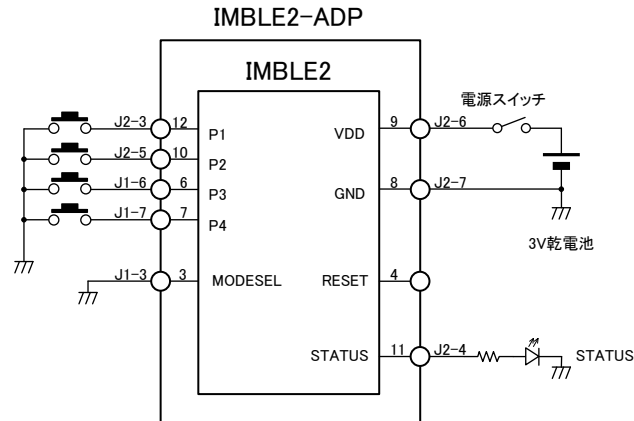 IMBLE2-ADP
IMBLE2
電源スイッチ
J2-3 12 P1
9 VDD J2-6
J2-5 10 P2
J1-6 6 P3
8 GND J2-7
J1-7 7 P4
3V乾電池
J1-3 3 MODESEL
RESET 4
STATUS 11 J2-4 STATUS